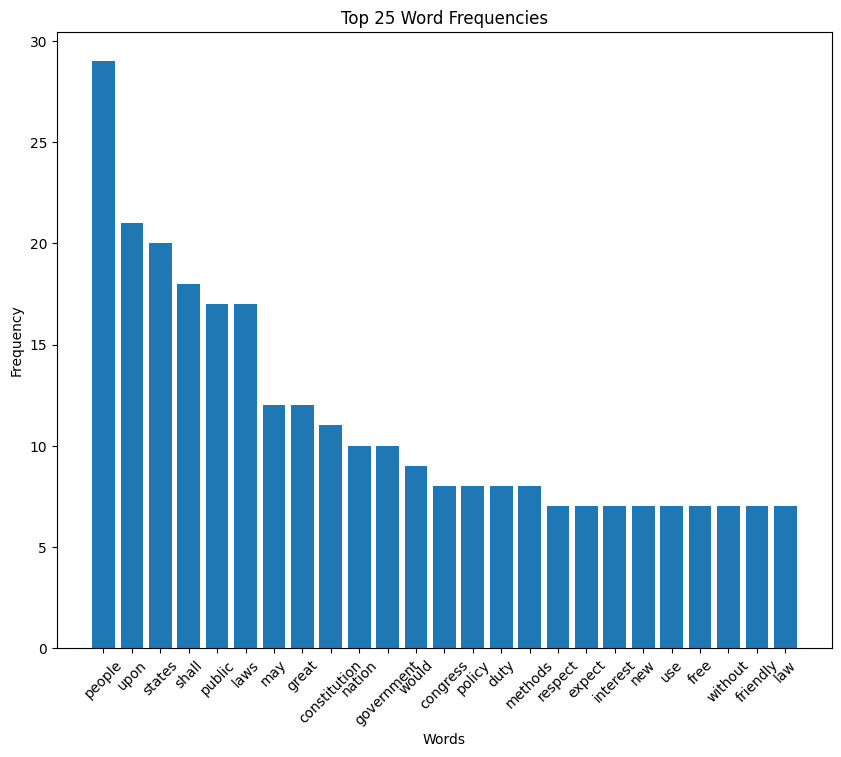 Top 25 Word Frequencies
30
25
20
15
10
5
0
Frequency
people
upon
states
shall
public
laws
may
great
constitution
nation
government
would
congress
policy
duty
methods
respect
expect
interest
new
use
free
without
friendly
law
Words